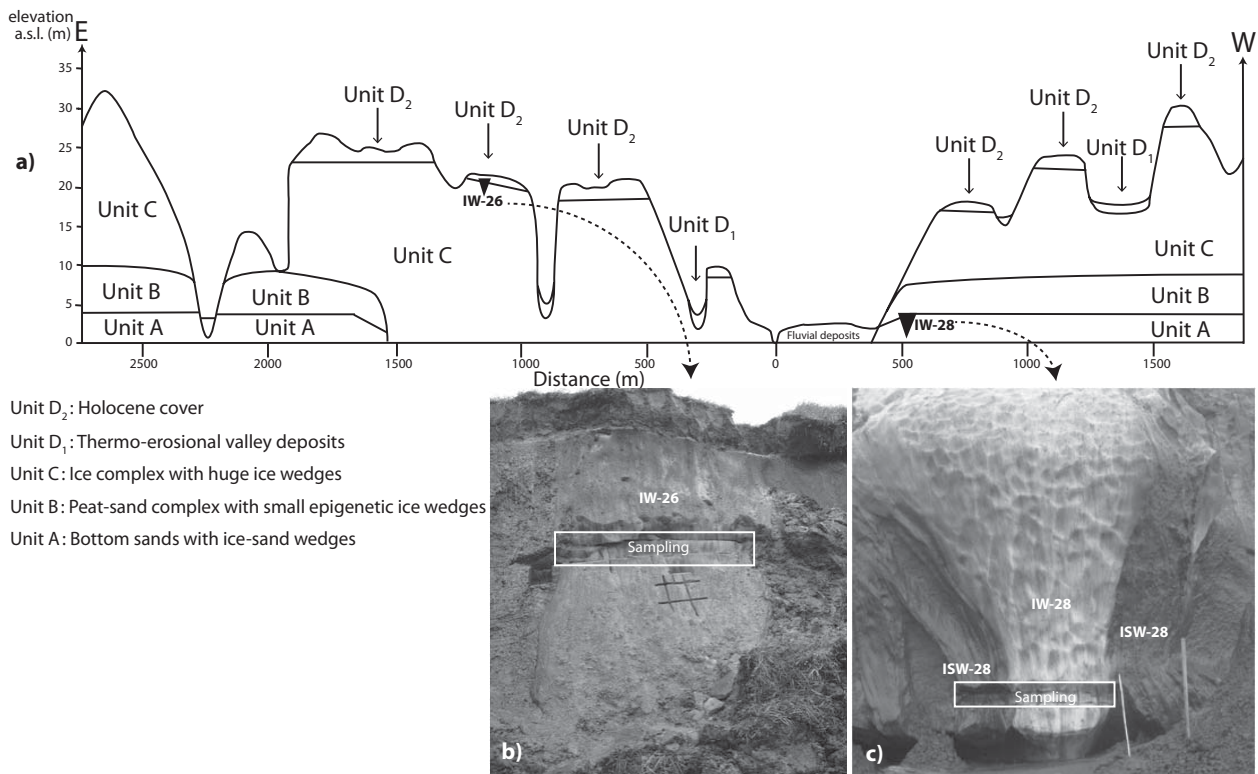 elevation
a.s.l. (m) E
W
35
30
25
20
15
10
5
0
a)
Unit D₂
Unit D₂
Unit D₂
Unit D₂
Unit D₂
Unit D₂
Unit D₁
Unit D₁
IW-26
Unit C
Unit C
Unit C
Unit B
Unit B
Unit B
Unit A
Unit A
Unit A
IW-28
Fluvial deposits
2500
2000
1500
1000
500
0
500
1000
1500
Distance (m)
Unit D₂: Holocene cover
Unit D₁: Thermo-erosional valley deposits
Unit C: Ice complex with huge ice wedges
Unit B: Peat-sand complex with small epigenetic ice wedges
Unit A: Bottom sands with ice-sand wedges
IW-26
Sampling
b)
IW-28
ISW-28
ISW-28
Sampling
c)